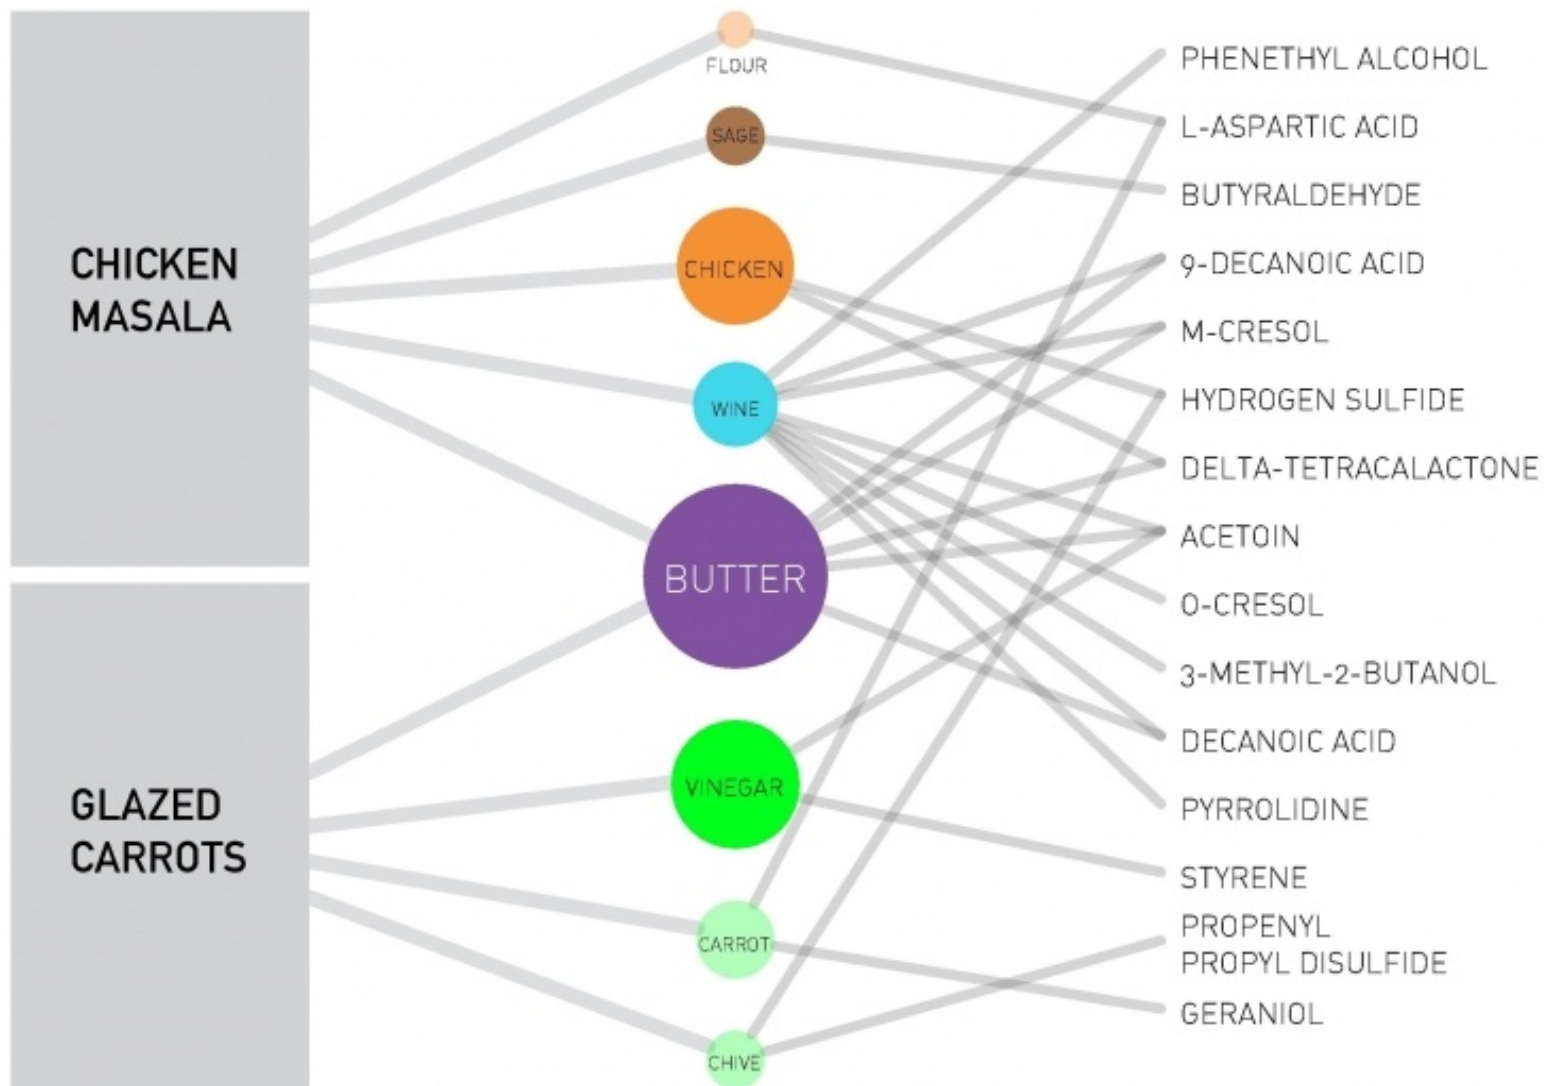 CHICKEN
MASALA
GLAZED
CARROTS
FLOUR
SAGE
CHICKEN
WINE
BUTTER
VINEGAR
CARROT
CHIVE
PHENETHYL ALCOHOL
L-ASPARTIC ACID
BUTYRALDEHYDE
9-DECANOIC ACID
M-CRESOL
HYDROGEN SULFIDE
DELTA-TETRACALACTONE
ACETOIN
O-CRESOL
3-METHYL-2-BUTANOL
DECANOIC ACID
PYRROLIDINE
STYRENE
PROPENYL
PROPYL DISULFIDE
GERANIOL